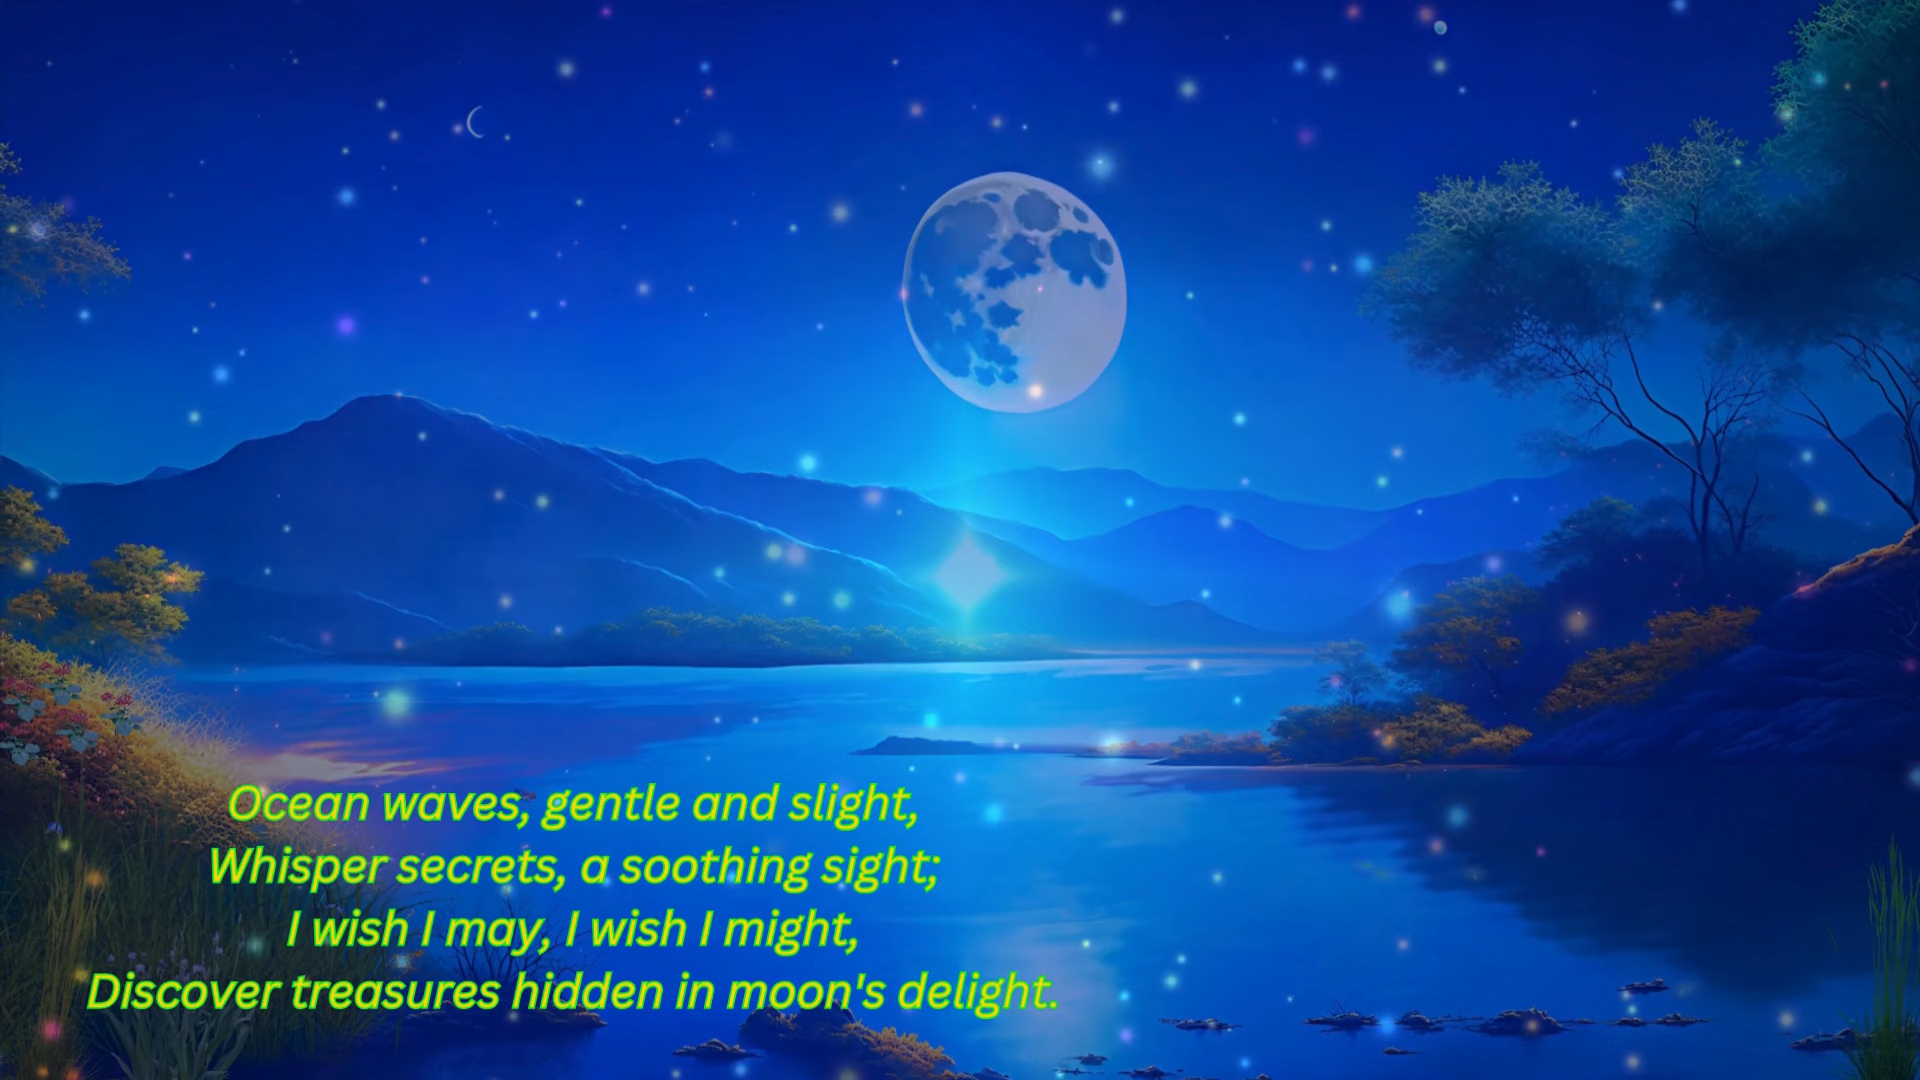 Ocean waves, gentle and slight,
Whisper secrets, a soothing sight;
I wish I may, I wish I might,
Discover treasures hidden in moon's delight.